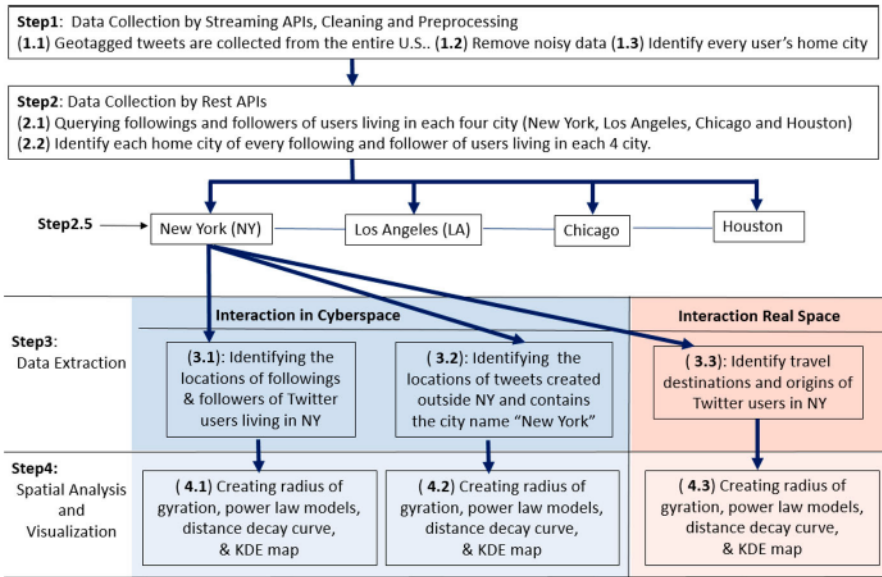 Step1: Data Collection by Streaming APIs, Cleaning and Preprocessing
(1.1) Geotagged tweets are collected from the entire U.S.. (1.2) Remove noisy data (1.3) Identify every user's home city
Step2: Data Collection by Rest APIs
(2.1) Querying followings and followers of users living in each four city (New York, Los Angeles, Chicago and Houston)
(2.2) Identify each home city of every following and follower of users living in each 4 city.
Step2.5
New York (NY)
Los Angeles (LA)
Chicago
Houston
Interaction in Cyberspace
Interaction Real Space
Step3:
Data Extraction
(3.1): Identifying the
locations of followings
& followers of Twitter
users living in NY
( 3.2): Identifying the
locations of tweets created
outside NY and contains
the city name "New York"
( 3.3): Identify travel
destinations and origins of
Twitter users in NY
Step4:
Spatial Analysis
and
Visualization
( 4.1) Creating radius of
gyration, power law models,
distance decay curve,
& KDE map
( 4.2) Creating radius of
gyration, power law models,
distance decay curve,
& KDE map
( 4.3) Creating radius of
gyration, power law models,
distance decay curve,
& KDE map